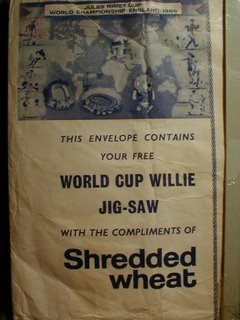 JULES RIMET CUP
WORLD CHAMPIONSHIP ENGLAND 1966
THIS ENVELOPE CONTAINS
YOUR FREE
WORLD CUP WILLIE
JIG-SAW
WITH THE COMPLIMENTS OF
Shredded
wheat